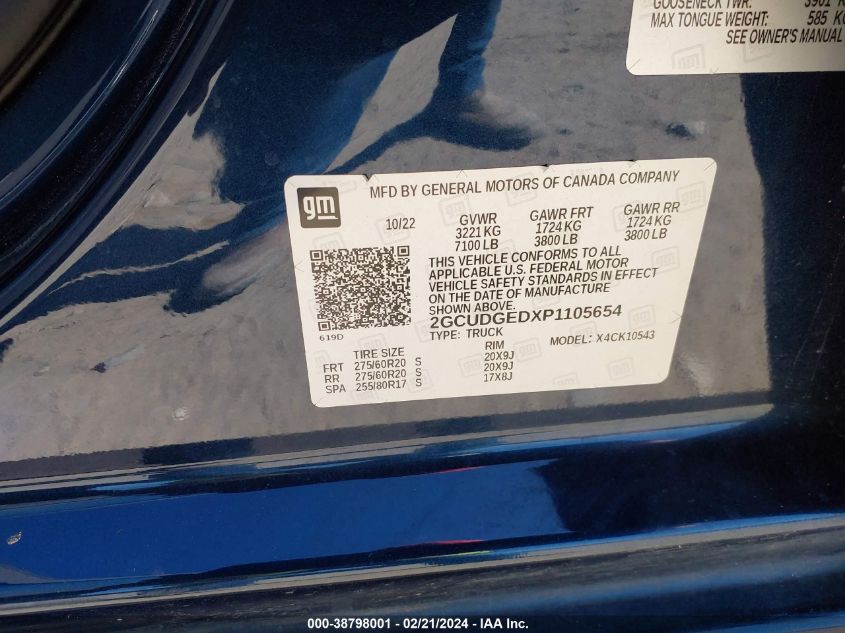 GOOSENECK TWR: 3901 K
MAX TONGUE WEIGHT: 585 KG
SEE OWNER'S MANUAL
gm
MFD BY GENERAL MOTORS OF CANADA COMPANY
10/22 GVWR GAWR FRT GAWR RR
3221 KG 1724 KG 1724 KG
7100 LB 3800 LB 3800 LB
THIS VEHICLE CONFORMS TO ALL
APPLICABLE U.S. FEDERAL MOTOR
VEHICLE SAFETY STANDARDS IN EFFECT
ON THE DATE OF MANUFACTURE
SHOWN ABOVE.
2GCUDGEDXP1105654
TYPE: TRUCK MODEL: X4CK10543
619D
TIRE SIZE RIM
FRT 275/60R20 S 20X9J
RR 275/60R20 S 20X9J
SPA 255/80R17 S 17X8J
000-38798001 / 02/21/2024 - IAA Inc.